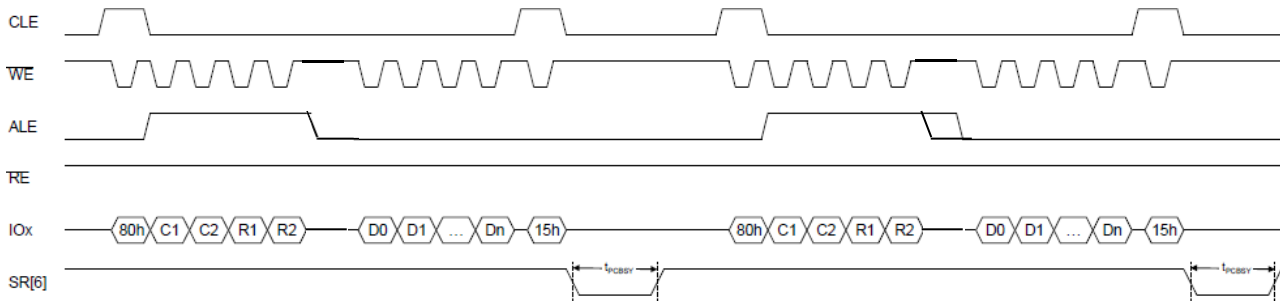 CLE
WE
ALE
RE
IOx 80h C1 C2 R1 R2 D0 D1 ... Dn 15h 80h C1 C2 R1 R2 D0 D1 ... Dn 15h
SR[6] tPCBSY tPCBSY